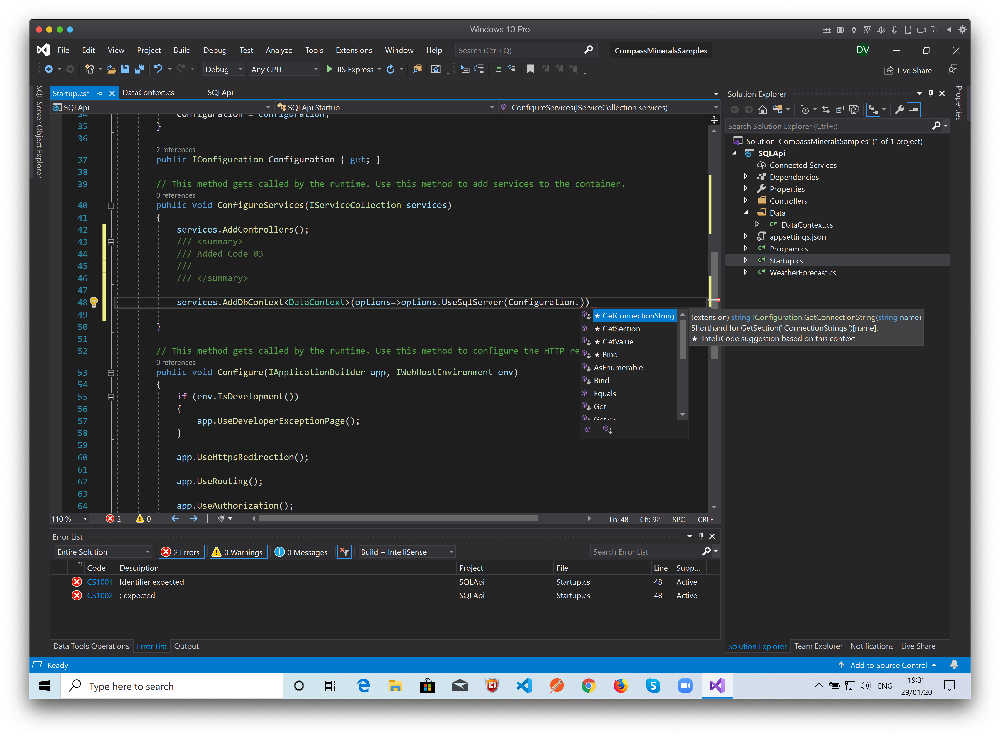 Windows 10 Pro
File Edit View Project Build Debug Test Analyze Tools Extensions Window Help Search (Ctrl+Q) CompassMineralsSamples DV
Debug Any CPU IIS Express Live Share
SQL Server Object Explorer
Startup.cs* DataContext.cs SQLApi
SQLApi SQLApi.Startup ConfigureServices(IServiceCollection services)
34 Configuration = configuration;
35 }
36
2 references
37 public IConfiguration Configuration { get; }
38
39 // This method gets called by the runtime. Use this method to add services to the container.
0 references
40 public void ConfigureServices(IServiceCollection services)
41 {
42 services.AddControllers();
43 /// <summary>
44 /// Added Code 03
45 ///
46 /// </summary>
47
48 services.AddDbContext<DataContext>(options=>options.UseSqlServer(Configuration.))
49
50 }
51
52 // This method gets called by the runtime. Use this method to configure the HTTP re
0 references
53 public void Configure(IApplicationBuilder app, IWebHostEnvironment env)
54 {
55 if (env.IsDevelopment())
56 {
57 app.UseDeveloperExceptionPage();
58 }
59
60 app.UseHttpsRedirection();
61
62 app.UseRouting();
63
64 app.UseAuthorization();
★ GetConnectionString
★ GetSection
★ GetValue
★ Bind
AsEnumerable
Bind
Equals
Get
Get<>
(extension) string IConfiguration.GetConnectionString(string name)
Shorthand for GetSection("ConnectionStrings")[name].
★ IntelliCode suggestion based on this context
110 % 2 0 Ln: 48 Ch: 92 SPC CRLF
Error List
Entire Solution 2 Errors 0 Warnings 0 Messages Build + IntelliSense Search Error List
Code Description Project File Line Supp...
CS1001 Identifier expected SQLApi Startup.cs 48 Active
CS1002 ; expected SQLApi Startup.cs 48 Active
Data Tools Operations Error List Output
Solution Explorer
Search Solution Explorer (Ctrl+;)
Solution 'CompassMineralsSamples' (1 of 1 project)
SQLApi
Connected Services
Dependencies
Properties
Controllers
Data
C# DataContext.cs
appsettings.json
C# Program.cs
C# Startup.cs
C# WeatherForecast.cs
Solution Explorer Team Explorer Notifications Live Share
Properties
Ready Add to Source Control
Type here to search ENG 19:31
29/01/20